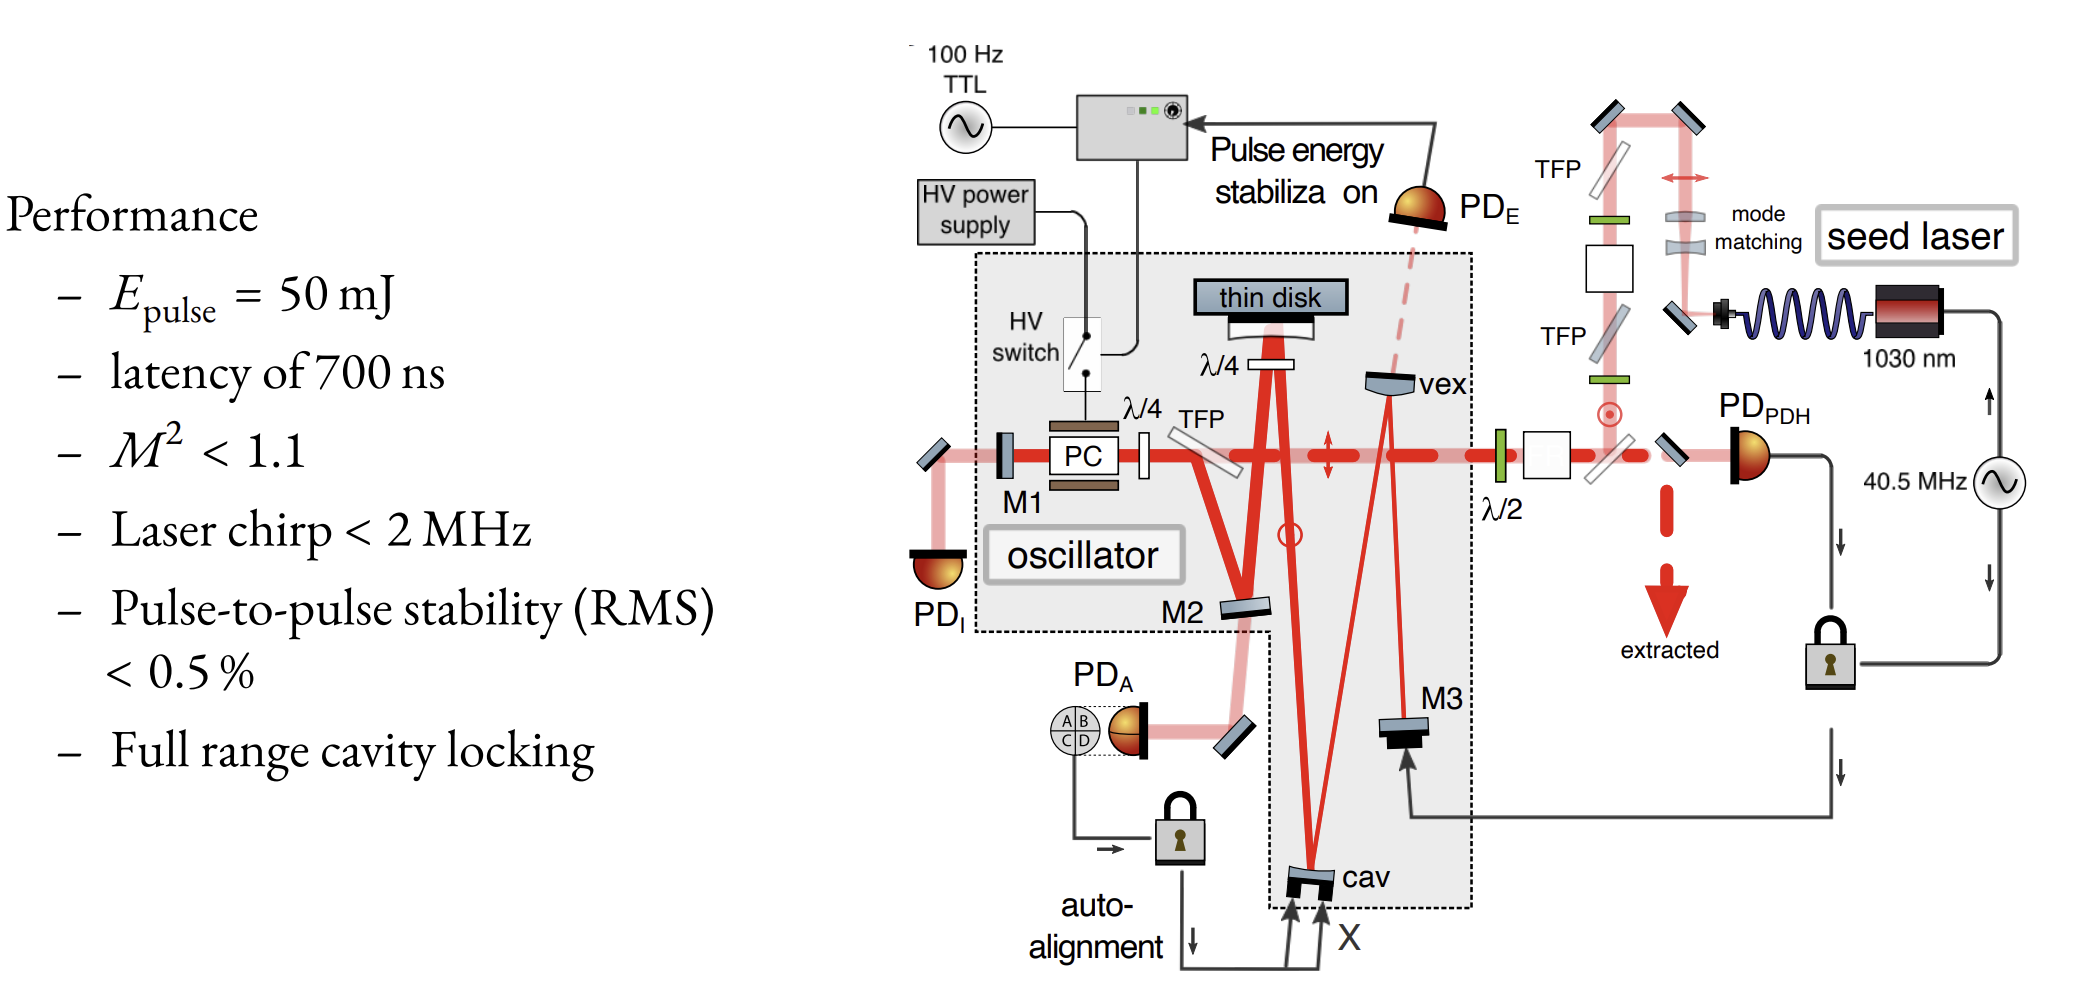 Performance
– E_pulse = 50 mJ
– latency of 700 ns
– M² < 1.1
– Laser chirp < 2 MHz
– Pulse-to-pulse stability (RMS)
< 0.5 %
– Full range cavity locking
100 Hz
TTL
HV power
supply
Pulse energy
stabiliza on
PD_E
HV
switch
thin disk
λ/4
λ/4
TFP
vex
PC
M1
oscillator
PD_I
M2
PD_A
A B
C D
auto-
alignment
M3
cav
X
λ/2
TFP
TFP
mode
matching
seed laser
1030 nm
PD_PDH
40.5 MHz
extracted